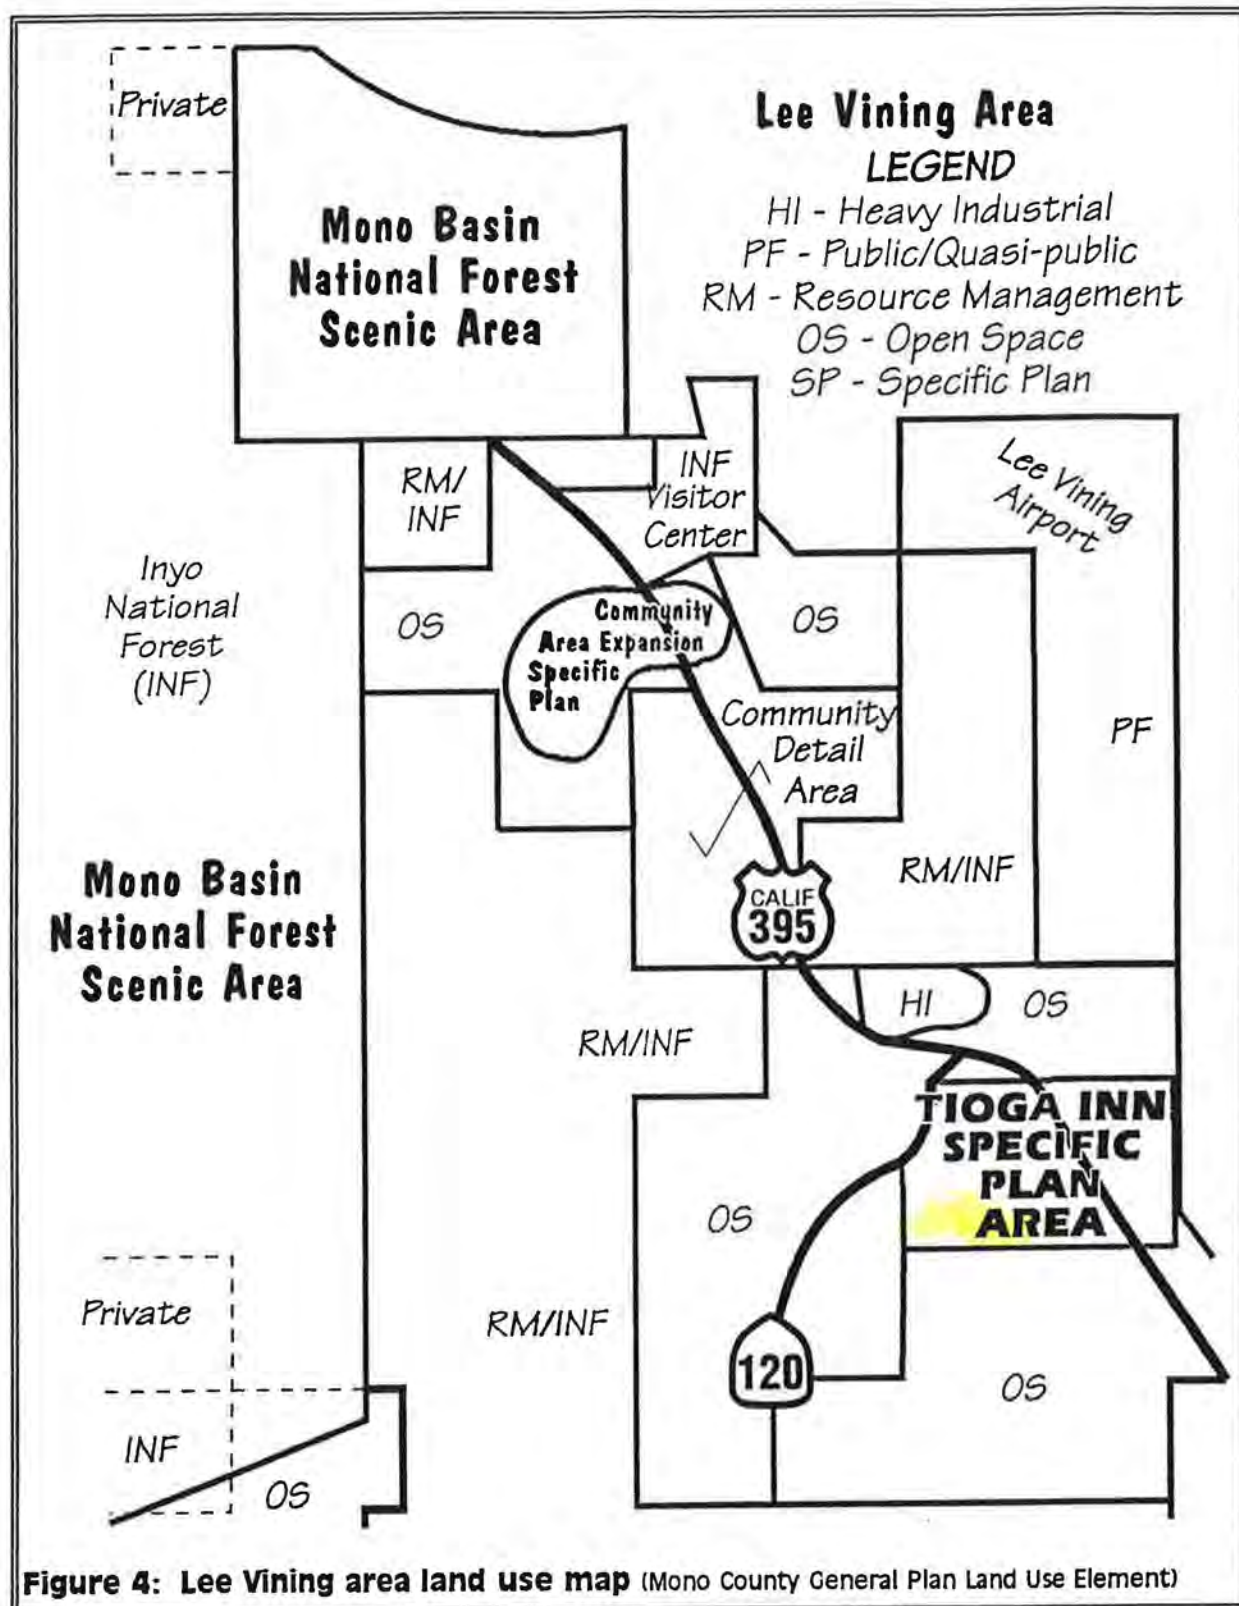 Private
Lee Vining Area
LEGEND
HI - Heavy Industrial
PF - Public/Quasi-public
RM - Resource Management
OS - Open Space
SP - Specific Plan
Mono Basin
National Forest
Scenic Area
Lee Vining
Airport
RM/
INF
INF
Visitor
Center
Inyo
National
Forest
(INF)
OS
Community
Area Expansion
Specific
Plan
OS
Community
Detail
Area
PF
Mono Basin
National Forest
Scenic Area
CALIF
395
RM/INF
HI
OS
RM/INF
TIOGA INN
SPECIFIC
PLAN
AREA
OS
Private
RM/INF
120
OS
INF
OS
Figure 4: Lee Vining area land use map (Mono County General Plan Land Use Element)